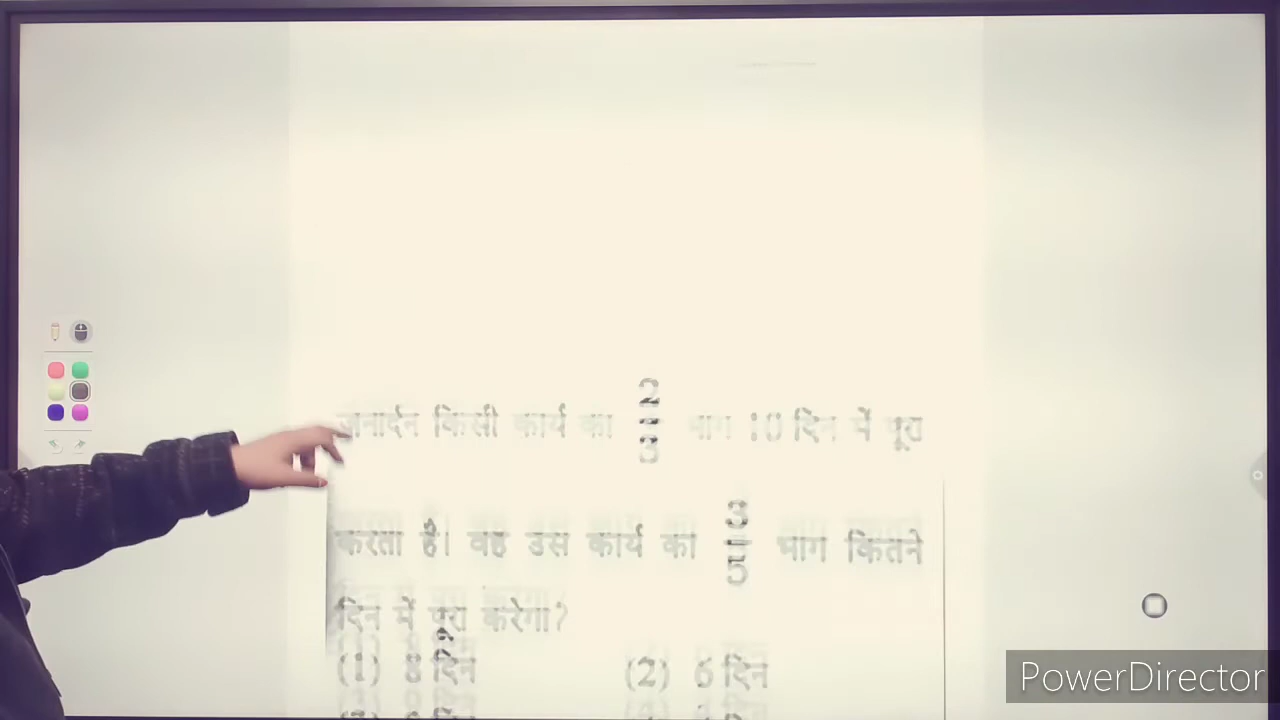 जनार्दन किसी कार्य का 2/3 भाग 10 दिन में पूरा
करता है। वह उस कार्य का 3/5 भाग कितने
दिन में पूरा करेगा?
(1) 8 दिन (2) 6 दिन
PowerDirector